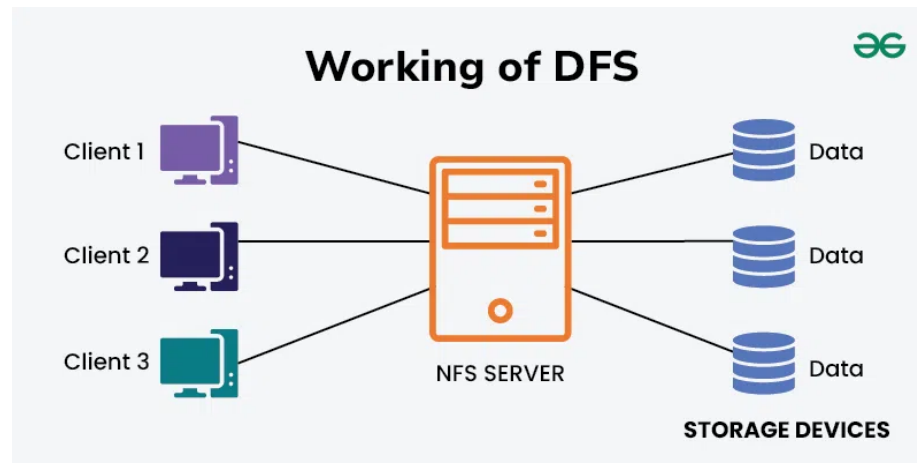 Working of DFS
Client 1
Data
Client 2
Data
Client 3
Data
NFS SERVER
STORAGE DEVICES